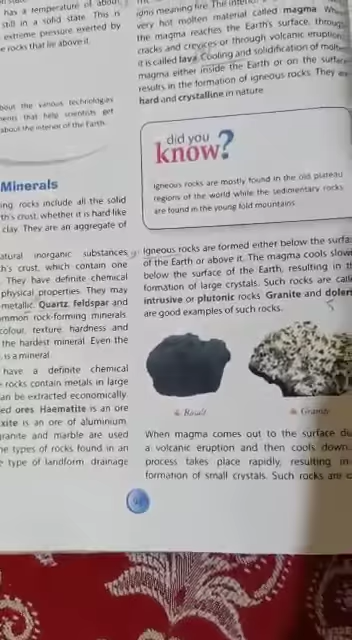 has a temperature of about
still in a solid state. This is
extreme pressure exerted by
e rocks that lie above it.
bout the various technologies
ments that help scientists get
about the interior of the Earth.
Minerals
ing rocks include all the solid
th's crust, whether it is hard like
clay. They are an aggregate of
atural inorganic substances
h's crust, which contain one
They have definite chemical
physical properties. They may
metallic. Quartz, feldspar and
mmon rock-forming minerals.
colour, texture, hardness and
the hardest mineral. Even the
is a mineral.
have a definite chemical
rocks contain metals in large
an be extracted economically.
ed ores. Haematite is an ore
xite is an ore of aluminium.
granite and marble are used
he types of rocks found in an
e type of landform drainage
meaning fire. The
very hot molten material called magma.
the magma reaches the Earth's surface, through
cracks and crevices or through volcanic eruption
it is called lava. Cooling and solidification of molten
magma either inside the Earth or on the surface
results in the formation of igneous rocks. They are
hard and crystalline in nature.
did you
know?
Igneous rocks are mostly found in the old plateau
regions of the world while the sedimentary rocks
are found in the young fold mountains.
Igneous rocks are formed either below the surfa
of the Earth or above it. The magma cools slow
below the surface of the Earth, resulting in th
formation of large crystals. Such rocks are calle
intrusive or plutonic rocks. Granite and doler
are good examples of such rocks.
Basalt
Granite
When magma comes out to the surface du
a volcanic eruption and then cools down,
process takes place rapidly, resulting in
formation of small crystals. Such rocks are c